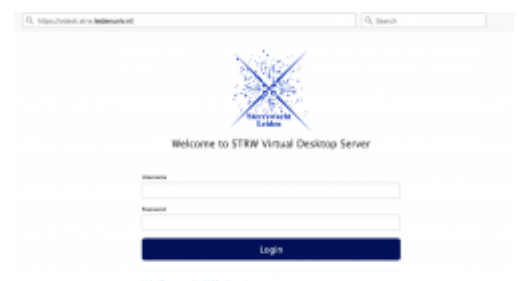 https://vdesk.strw.leidenuniv.nl Search
Sterrewacht
Leiden
Welcome to STRW Virtual Desktop Server
Username
Password
Login